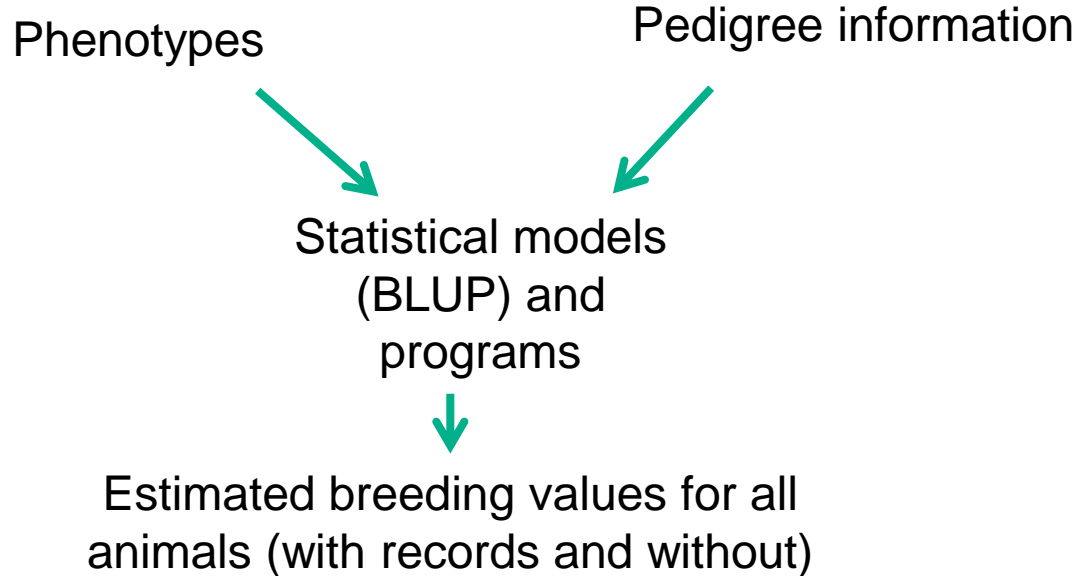 Phenotypes
Pedigree information
Statistical models
(BLUP) and
programs
Estimated breeding values for all
animals (with records and without)